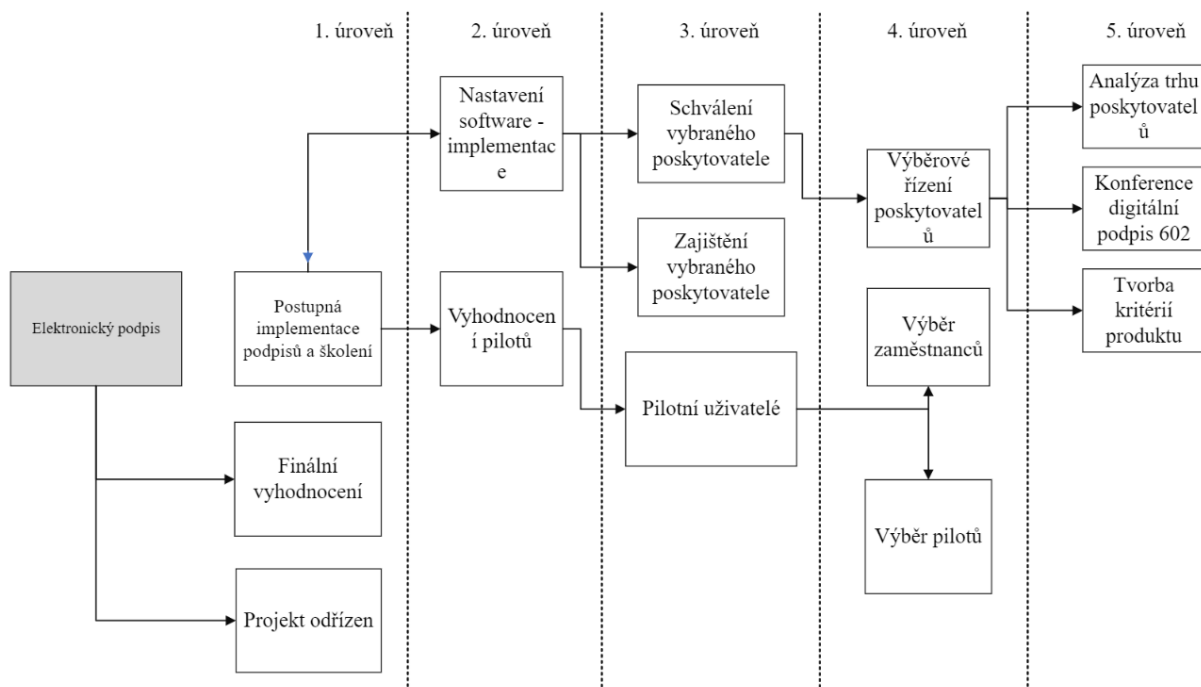 1. úroveň
2. úroveň
3. úroveň
4. úroveň
5. úroveň
Elektronický podpis
Postupná
implementace
podpisů a školení
Finální
vyhodnocení
Projekt odřízen
Nastavení
software -
implementac
e
Vyhodnocen
í pilotů
Schválení
vybraného
poskytovatele
Zajištění
vybraného
poskytovatele
Pilotní uživatelé
Výběrové
řízení
poskytovatel
ů
Výběr
zaměstnanců
Výběr pilotů
Analýza trhu
poskytovatel
ů
Konference
digitální
podpis 602
Tvorba
kritérií
produktu